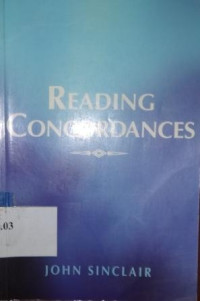 READING
CONCORDANCES
.03
JOHN SINCLAIR